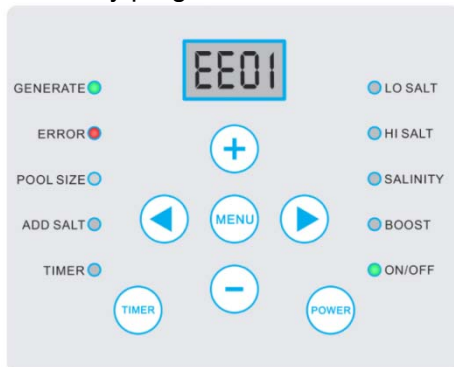 EE01
GENERATE
LO SALT
ERROR
+
HI SALT
POOL SIZE
SALINITY
ADD SALT
MENU
BOOST
TIMER
−
ON/OFF
TIMER
POWER